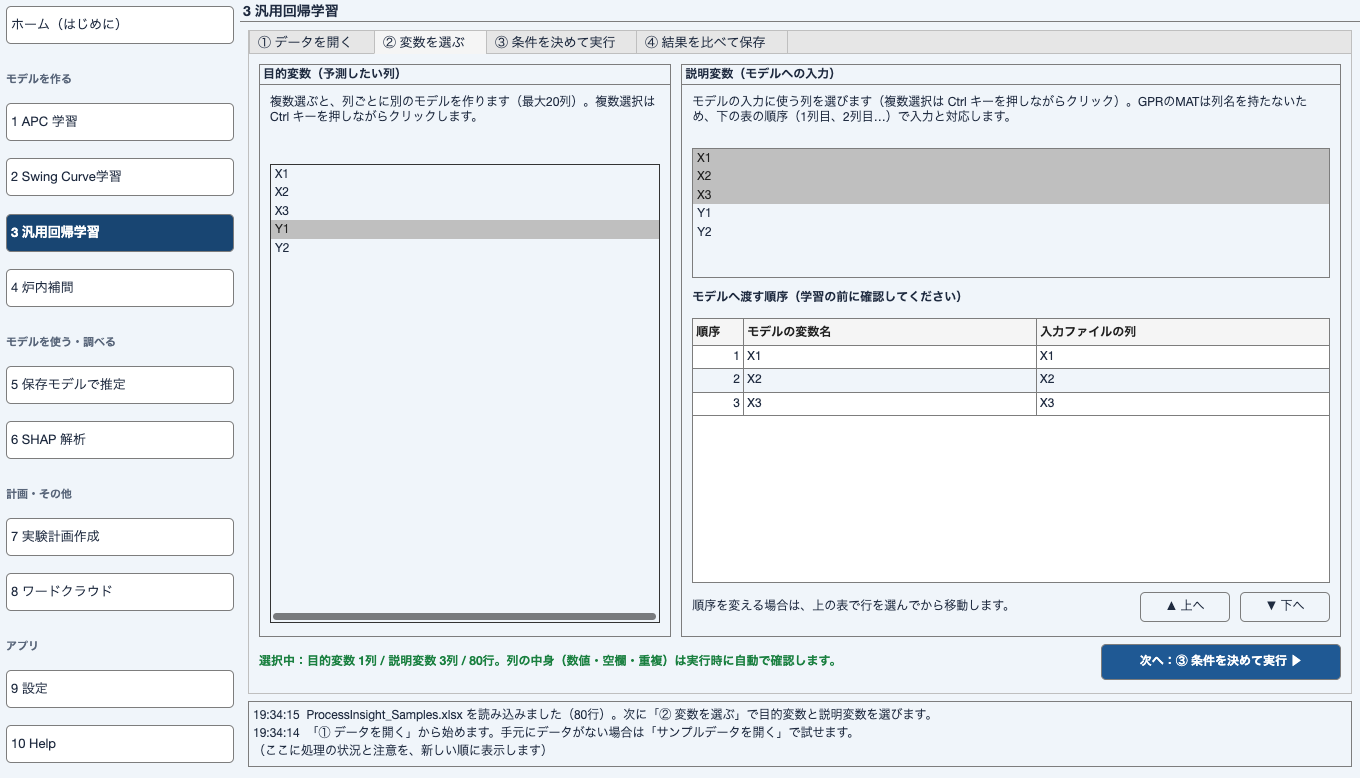 ホーム（はじめに）
モデルを作る
1 APC 学習
2 Swing Curve学習
3 汎用回帰学習
4 炉内補間
モデルを使う・調べる
5 保存モデルで推定
6 SHAP 解析
計画・その他
7 実験計画作成
8 ワードクラウド
アプリ
9 設定
10 Help
3 汎用回帰学習
① データを開く
② 変数を選ぶ
③ 条件を決めて実行
④ 結果を比べて保存
目的変数（予測したい列）
複数選ぶと、列ごとに別のモデルを作ります（最大20列）。複数選択は
Ctrl キーを押しながらクリックします。
X1
X2
X3
Y1
Y2
説明変数（モデルへの入力）
モデルの入力に使う列を選びます（複数選択は Ctrl キーを押しながらクリック）。GPRのMATは列名を持たないた
め、下の表の順序（1列目、2列目...）で入力と対応します。
X1
X2
X3
Y1
Y2
モデルへ渡す順序（学習の前に確認してください）
順序 モデルの変数名 入力ファイルの列
1 X1 X1
2 X2 X2
3 X3 X3
順序を変える場合は、上の表で行を選んでから移動します。
▲ 上へ
▼ 下へ
選択中：目的変数 1列 / 説明変数 3列 / 80行。列の中身（数値・空欄・重複）は実行時に自動で確認します。
次へ：③ 条件を決めて実行 ▶
19:34:15 ProcessInsight_Samples.xlsx を読み込みました（80行）。次に「② 変数を選ぶ」で目的変数と説明変数を選びます。
19:34:14 「① データを開く」から始めます。手元にデータがない場合は「サンプルデータを開く」で試せます。
（ここに処理の状況と注意を、新しい順に表示します）